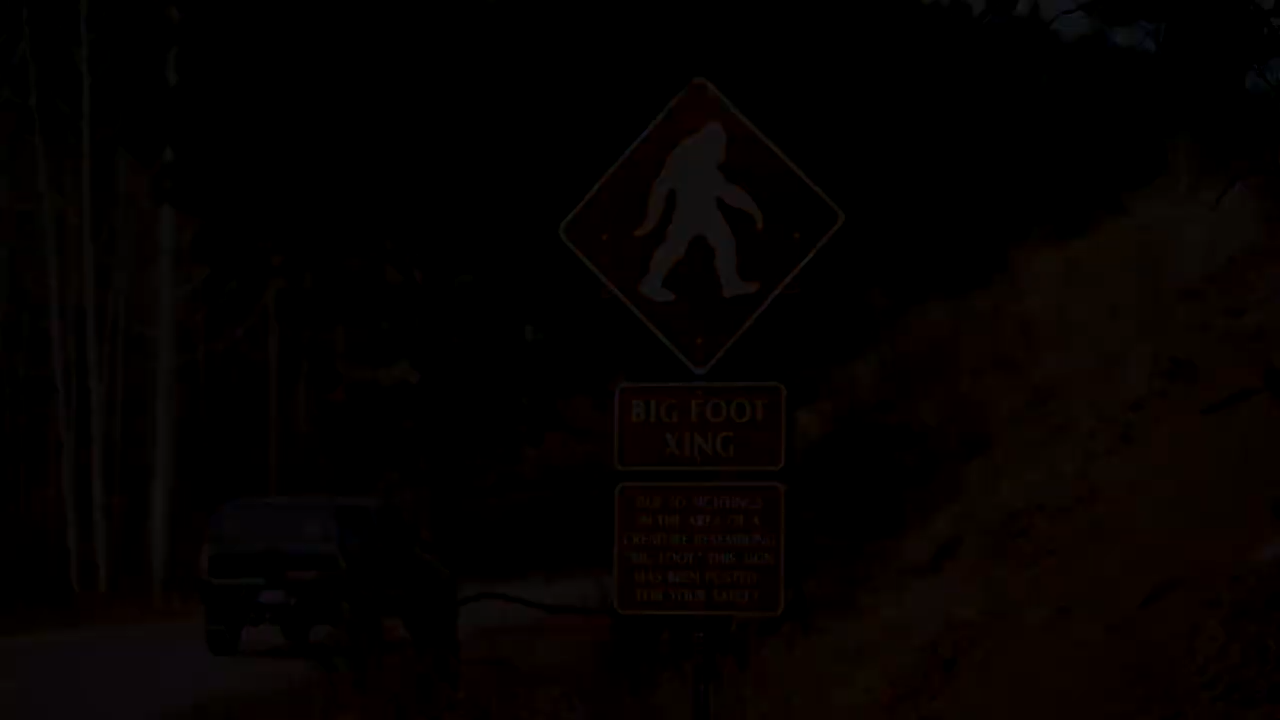 BIG FOOT
XING
DUE TO SIGHTINGS
IN THE AREA OF A
CREATURE RESEMBLING
"BIG FOOT" THIS SIGN
HAS BEEN POSTED
FOR YOUR SAFETY